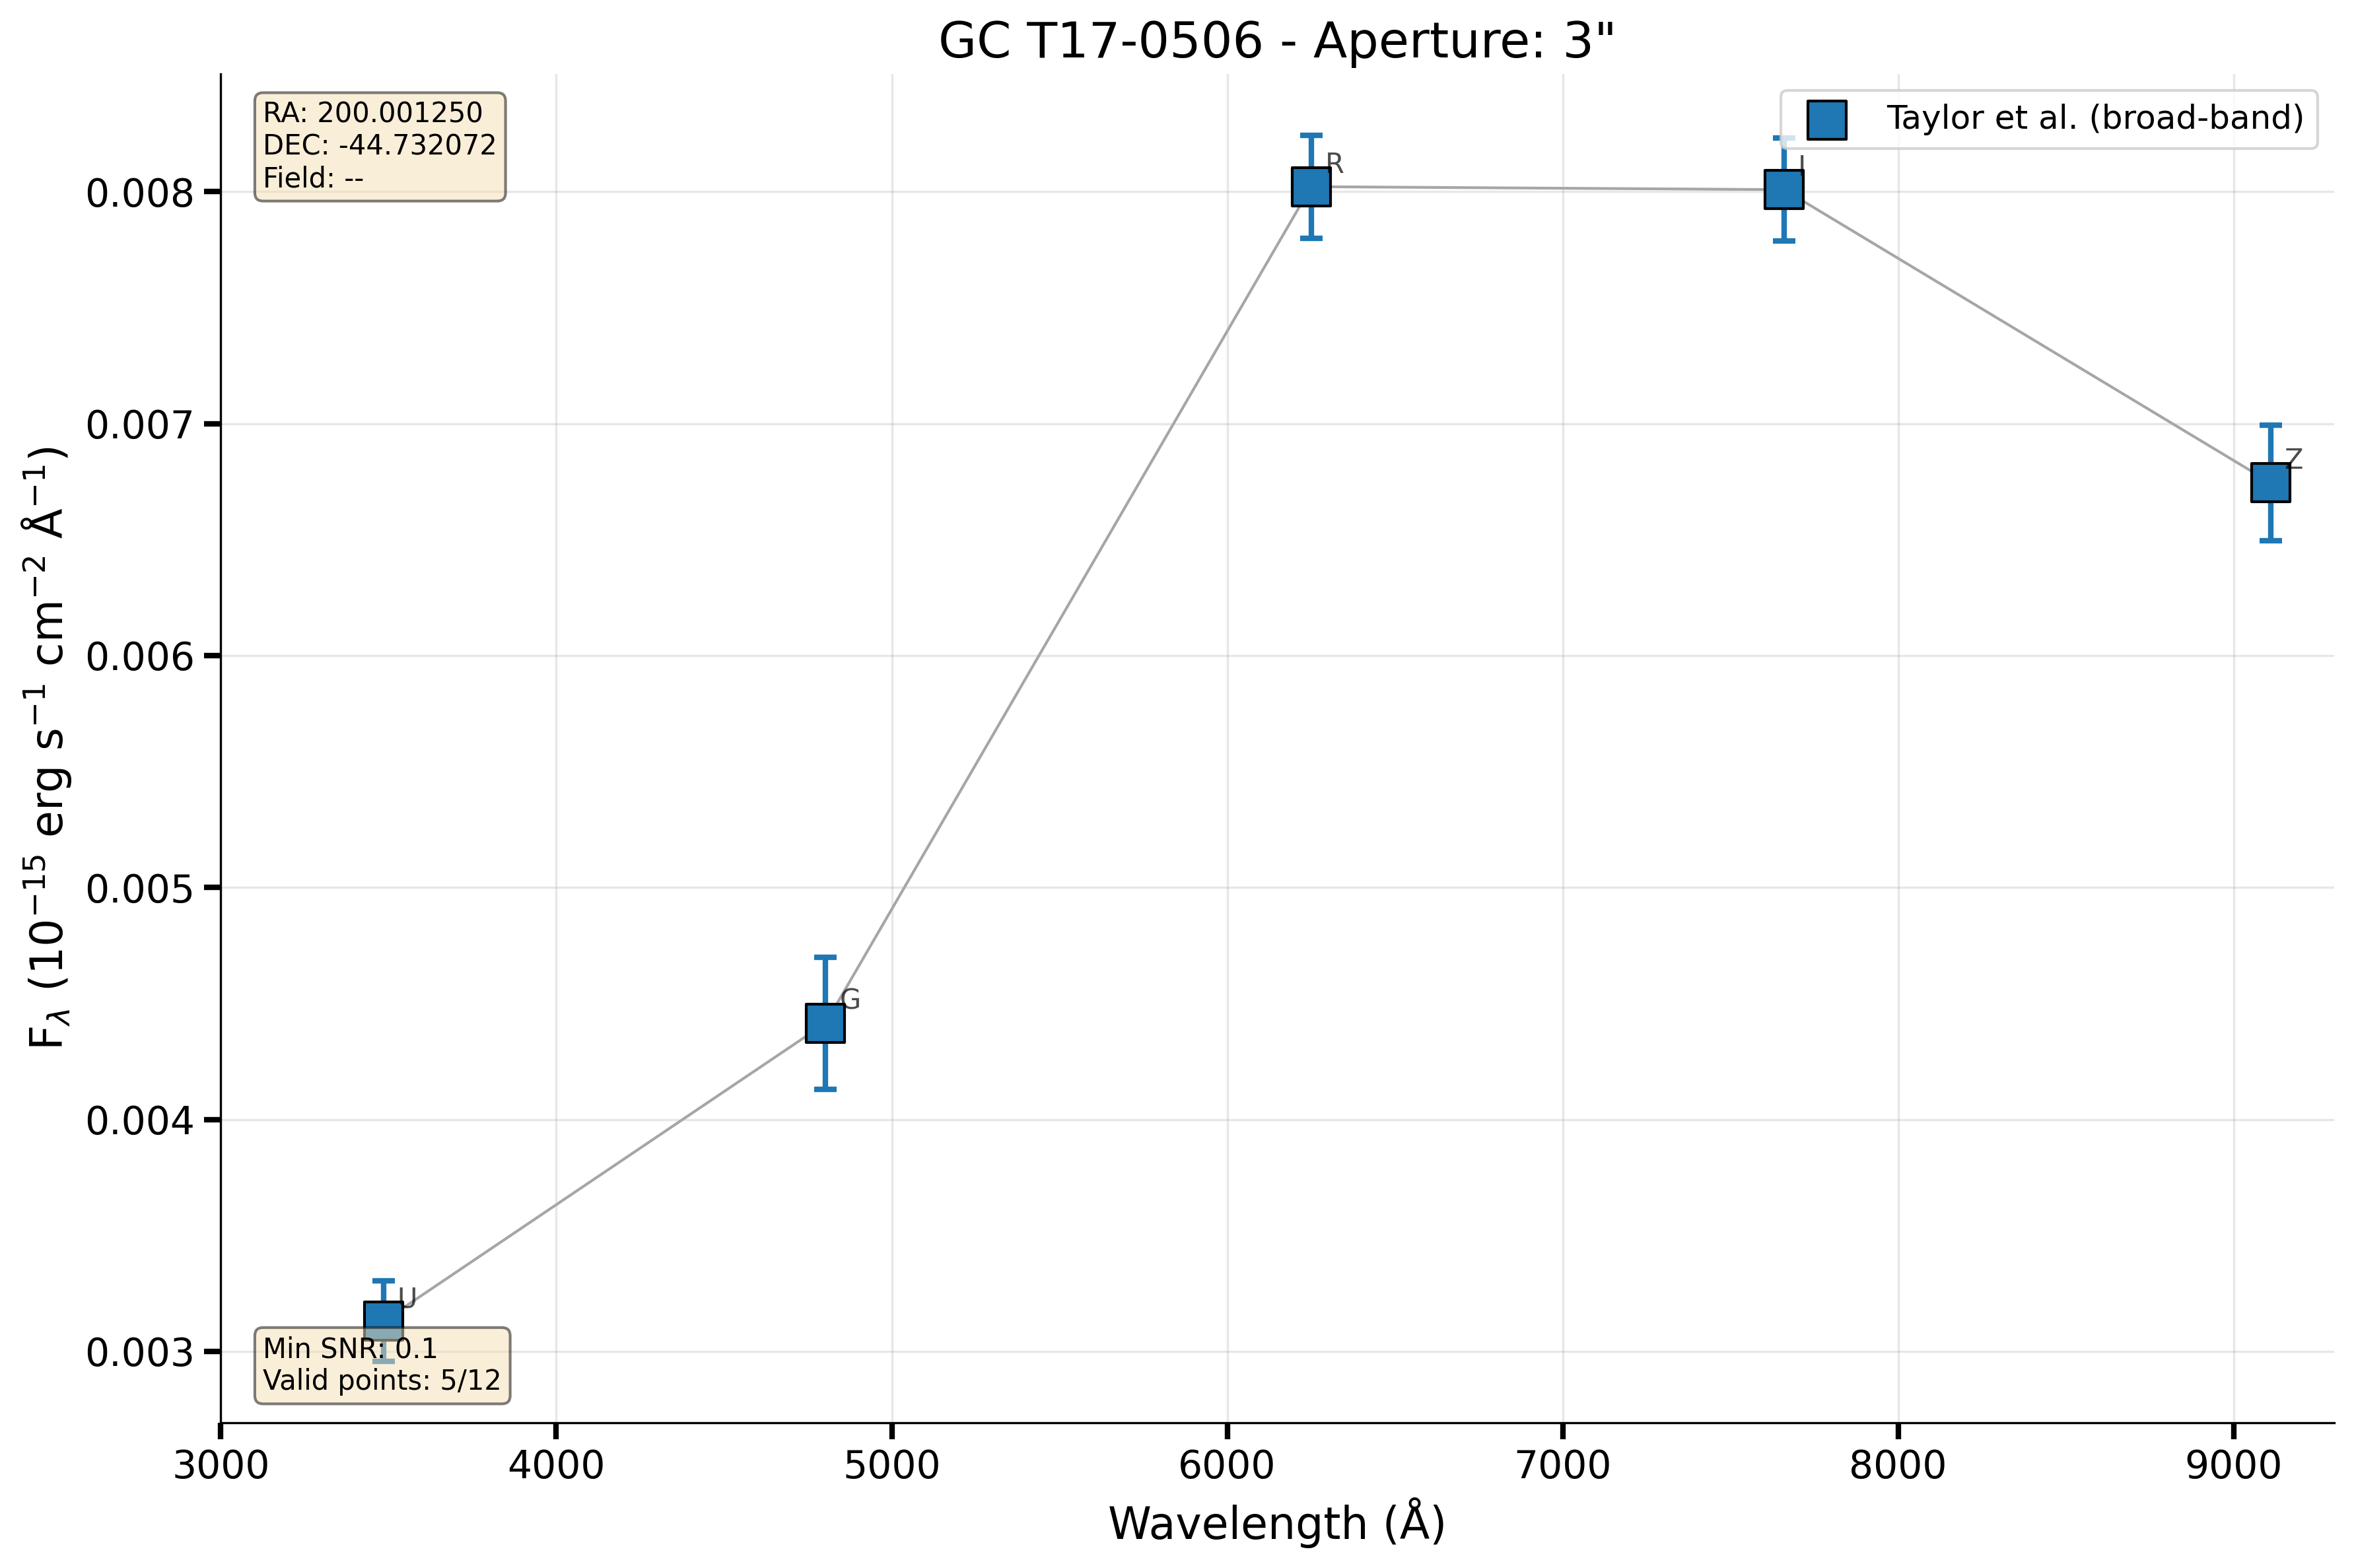 GC T17-0506 - Aperture: 3"
RA: 200.001250
DEC: -44.732072
Field: --
Taylor et al. (broad-band)
R
I
Z
G
U
Min SNR: 0.1
Valid points: 5/12
0.008
0.007
0.006
0.005
0.004
0.003
F_λ (10⁻¹⁵ erg s⁻¹ cm⁻² Å⁻¹)
3000 4000 5000 6000 7000 8000 9000
Wavelength (Å)